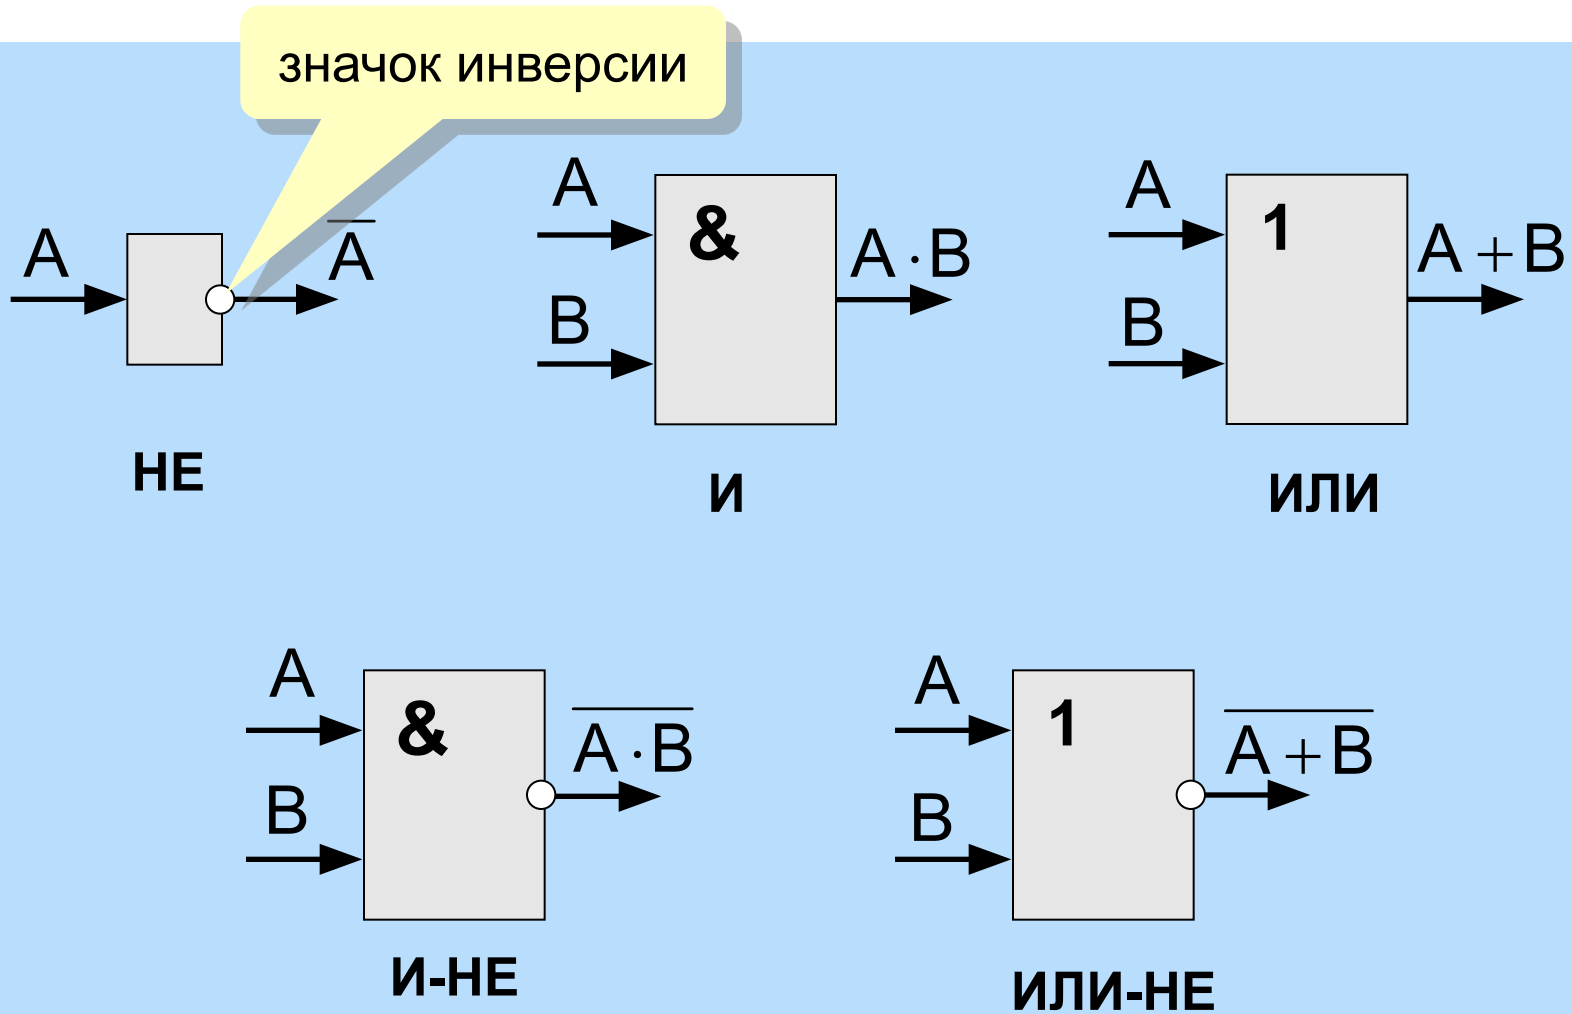 значок инверсии
A
A̅
НЕ
A
B
&
A · B
И
A
B
1
A + B
ИЛИ
A
B
&
A̅ ·̅ B̅
И-НЕ
A
B
1
A̅ +̅ B̅
ИЛИ-НЕ